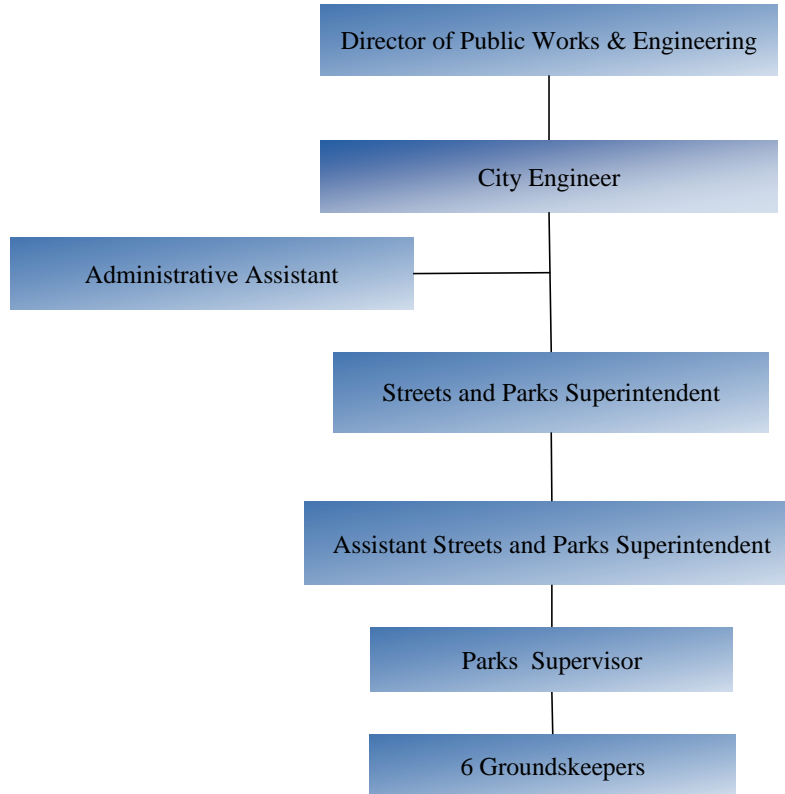 Director of Public Works & Engineering
City Engineer
Administrative Assistant
Streets and Parks Superintendent
Assistant Streets and Parks Superintendent
Parks Supervisor
6 Groundskeepers